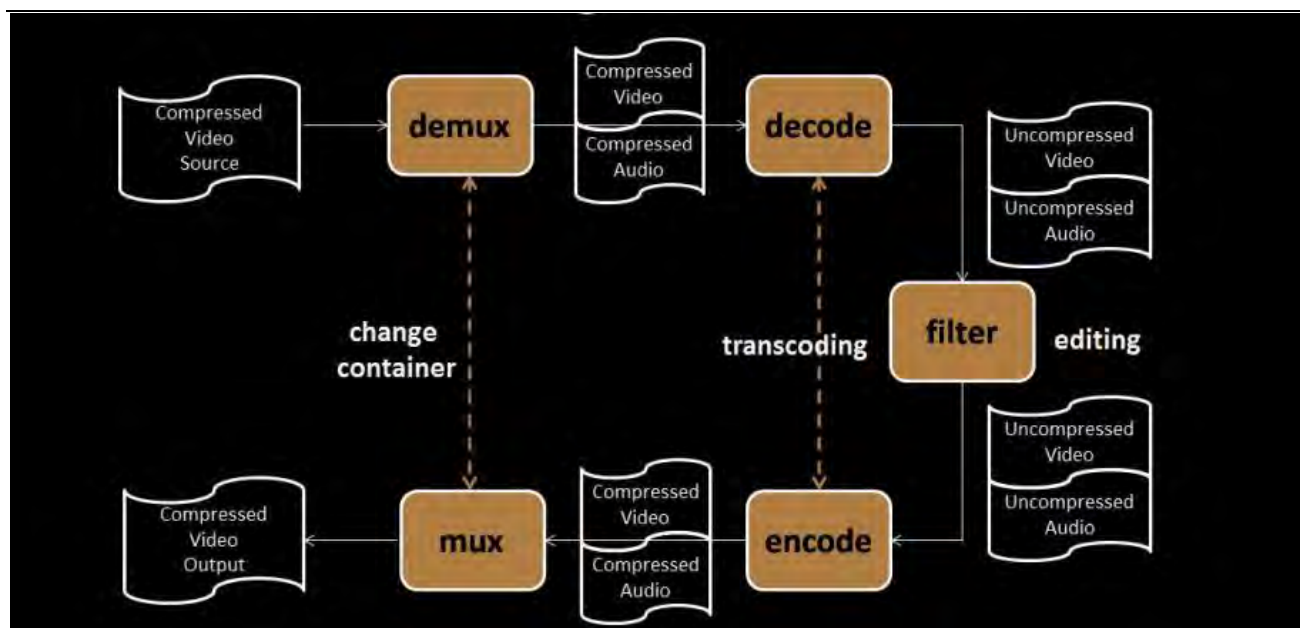 Compressed
Video
Source
demux
Compressed
Video
Compressed
Audio
decode
Uncompressed
Video
Uncompressed
Audio
change
container
transcoding
filter
editing
Compressed
Video
Output
mux
Compressed
Video
Compressed
Audio
encode
Uncompressed
Video
Uncompressed
Audio